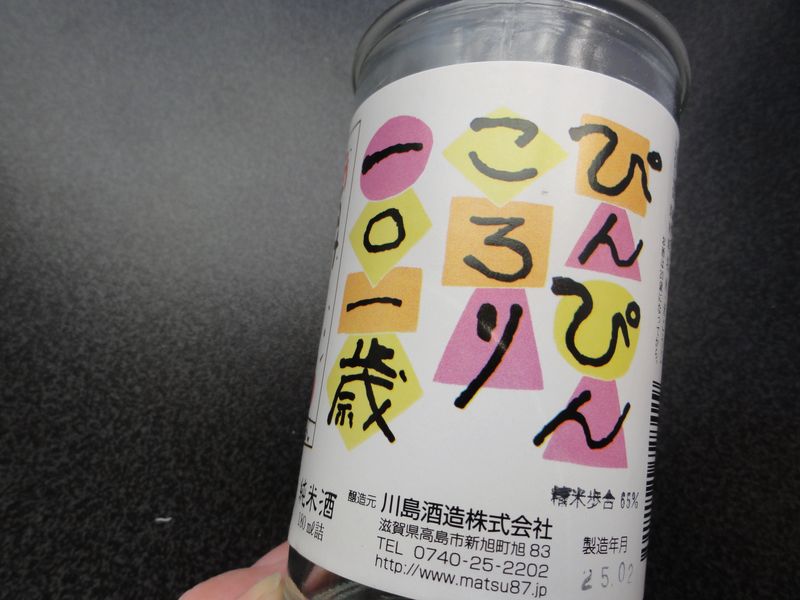 ぴんぴん
ころり
一〇一歳
純米酒
180ml詰
醸造元 川島酒造株式会社
滋賀県高島市新旭町旭83
TEL 0740-25-2202
http://www.matsu87.jp
精米歩合 65%
製造年月
25.02